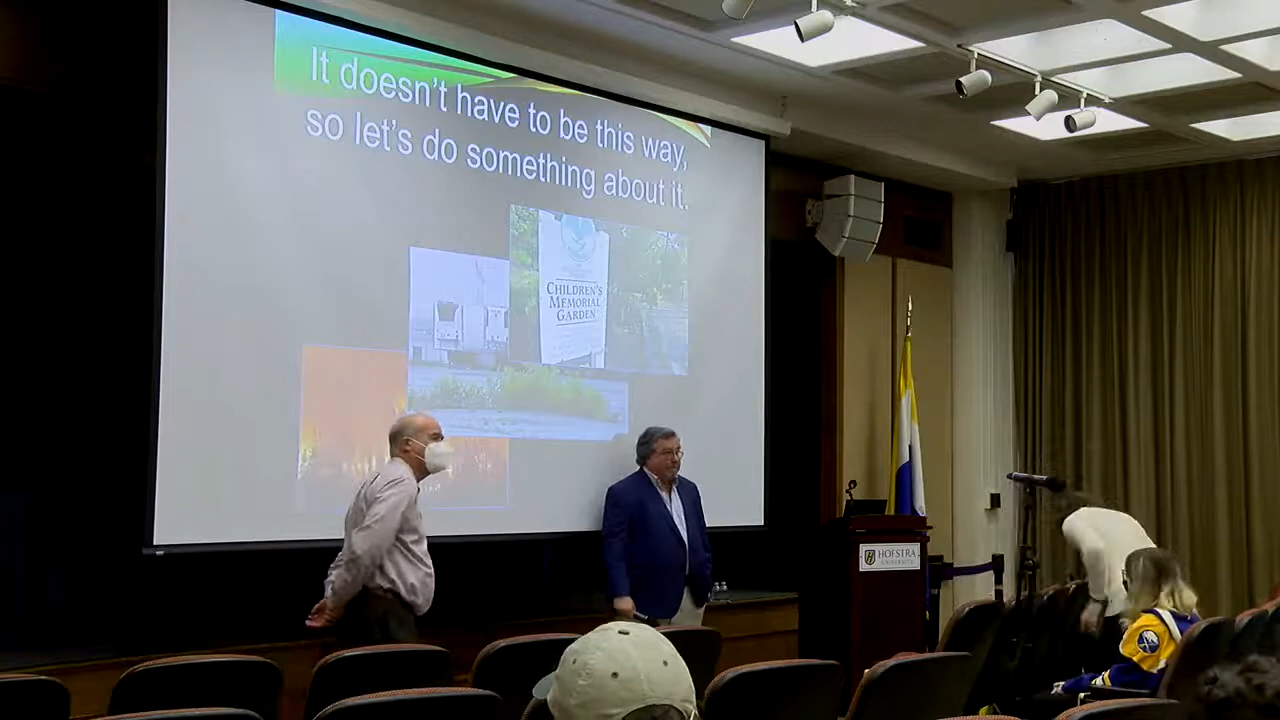 It doesn't have to be this way,
so let's do something about it.
CHILDREN'S
MEMORIAL
GARDEN
HOFSTRA
UNIVERSITY